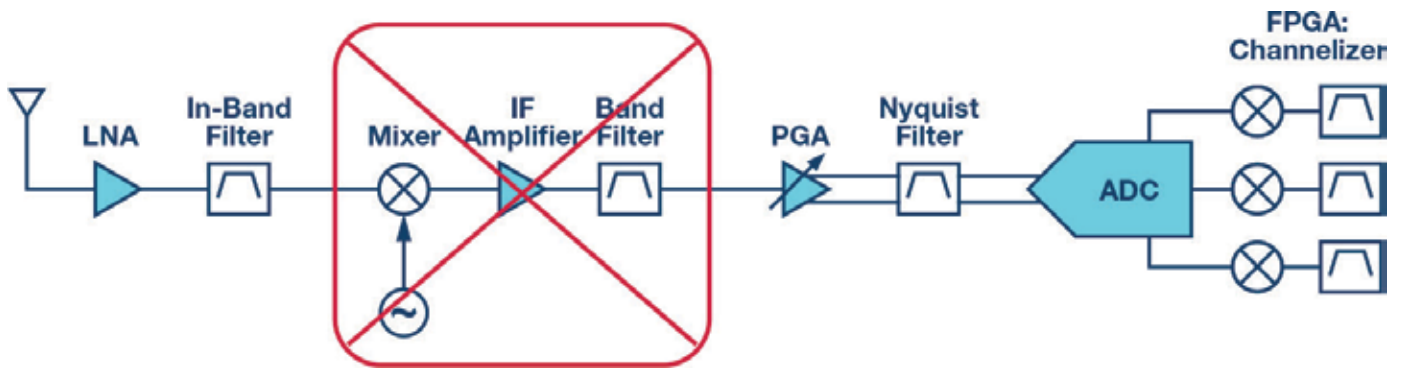 FPGA:
Channelizer
LNA
In-Band
Filter
Mixer
IF
Amplifier
Band
Filter
PGA
Nyquist
Filter
ADC